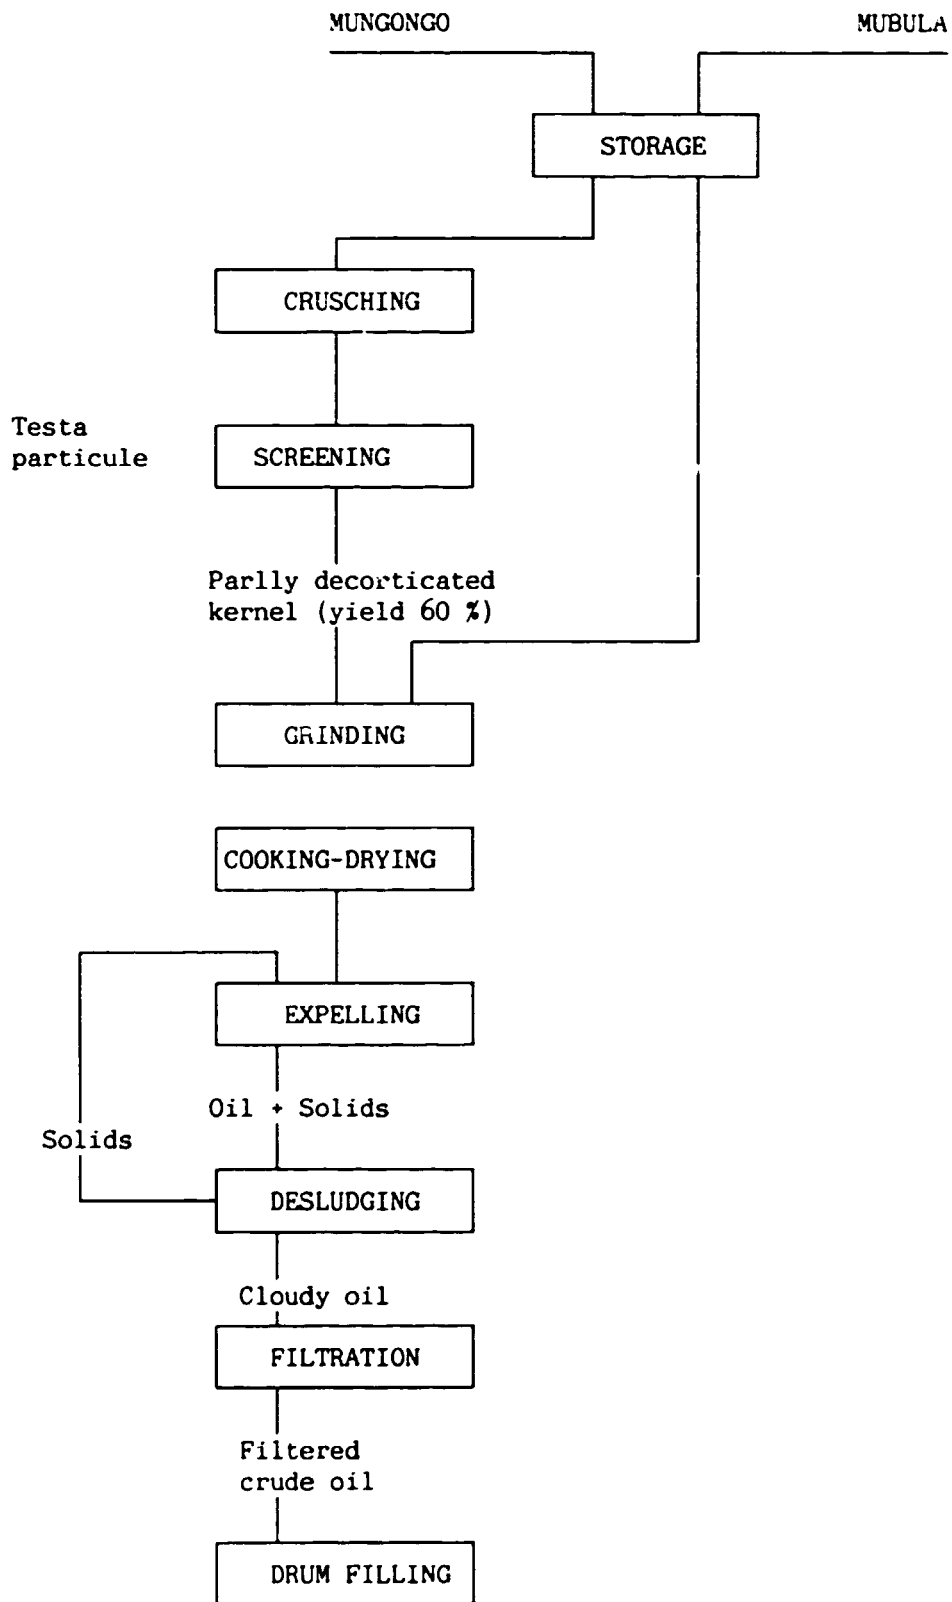 MUNGONGO
MUBULA
STORAGE
CRUSCHING
Testa
particule
SCREENING
Parlly decorticated
kernel (yield 60 %)
GRINDING
COOKING-DRYING
EXPELLING
Oil + Solids
Solids
DESLUDGING
Cloudy oil
FILTRATION
Filtered
crude oil
DRUM FILLING